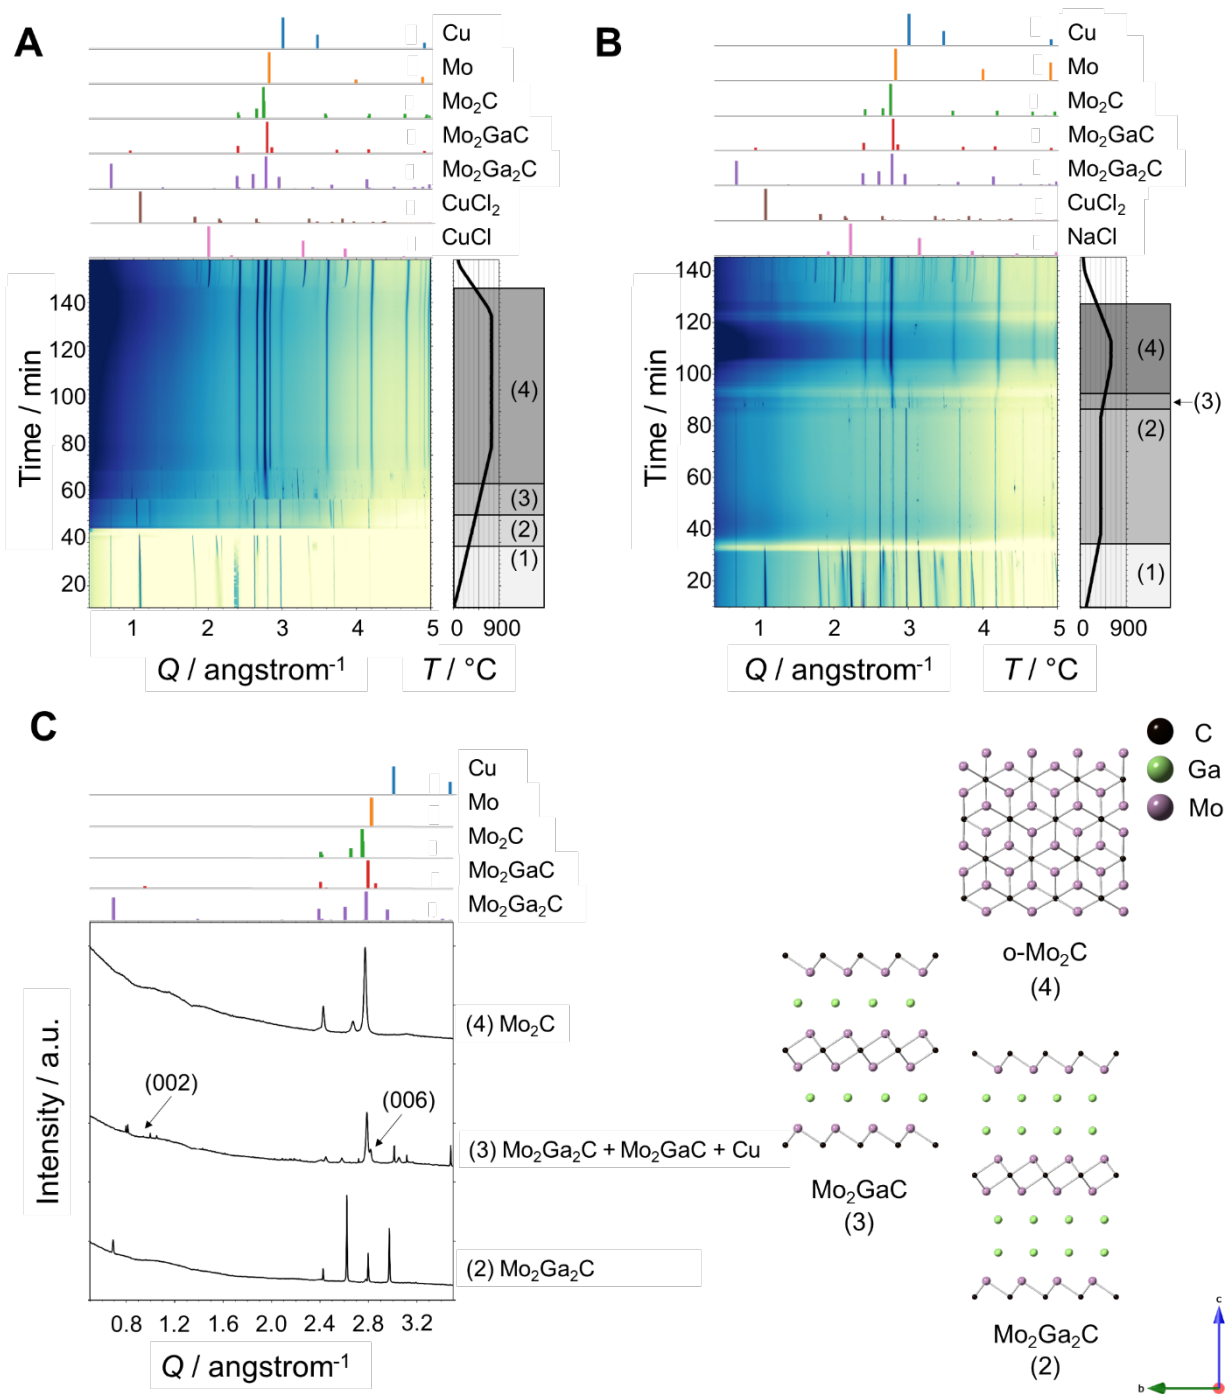 A
Cu
Mo
Mo2C
Mo2GaC
Mo2Ga2C
CuCl2
CuCl
Time / min
140
120
100
80
60
40
20
1 2 3 4 5
Q / angstrom-1
(4)
(3)
(2)
(1)
0 900
T / °C
B
Cu
Mo
Mo2C
Mo2GaC
Mo2Ga2C
CuCl2
NaCl
Time / min
140
120
100
80
60
40
20
1 2 3 4 5
Q / angstrom-1
(4)
(3)
(2)
(1)
0 900
T / °C
C
Cu
Mo
Mo2C
Mo2GaC
Mo2Ga2C
Intensity / a.u.
(4) Mo2C
(002)
(006)
(3) Mo2Ga2C + Mo2GaC + Cu
(2) Mo2Ga2C
0.8 1.2 1.6 2.0 2.4 2.8 3.2
Q / angstrom-1
C
Ga
Mo
o-Mo2C
(4)
Mo2GaC
(3)
Mo2Ga2C
(2)
c
b